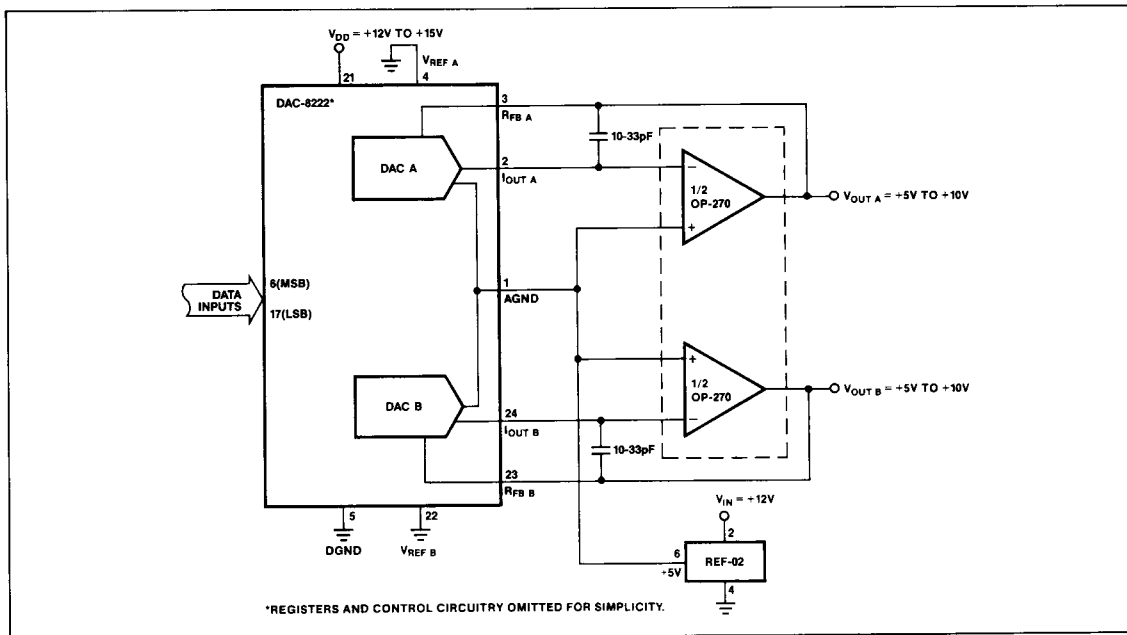 V_DD = +12V TO +15V
V_REF A
21
4
DAC-8222*
3
R_FB A
10-33pF
DAC A
2
I_OUT A
−
1/2
OP-270
+
V_OUT A = +5V TO +10V
6(MSB)
DATA
INPUTS
17(LSB)
1
AGND
+
1/2
OP-270
−
V_OUT B = +5V TO +10V
DAC B
24
I_OUT B
10-33pF
23
R_FB B
V_IN = +12V
2
5
22
DGND
V_REF B
6
+5V
REF-02
4
*REGISTERS AND CONTROL CIRCUITRY OMITTED FOR SIMPLICITY.